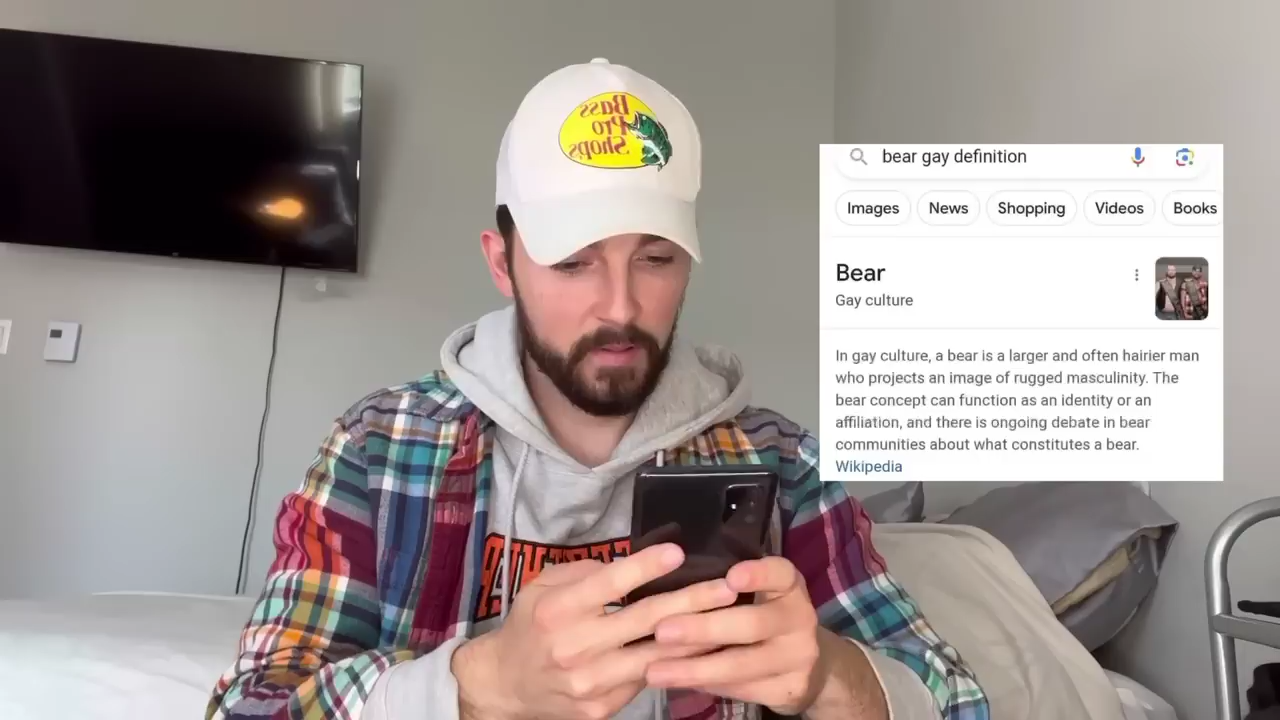 Bass
Pro
Shops
bear gay definition
Images News Shopping Videos Books
Bear
Gay culture
In gay culture, a bear is a larger and often hairier man
who projects an image of rugged masculinity. The
bear concept can function as an identity or an
affiliation, and there is ongoing debate in bear
communities about what constitutes a bear.
Wikipedia